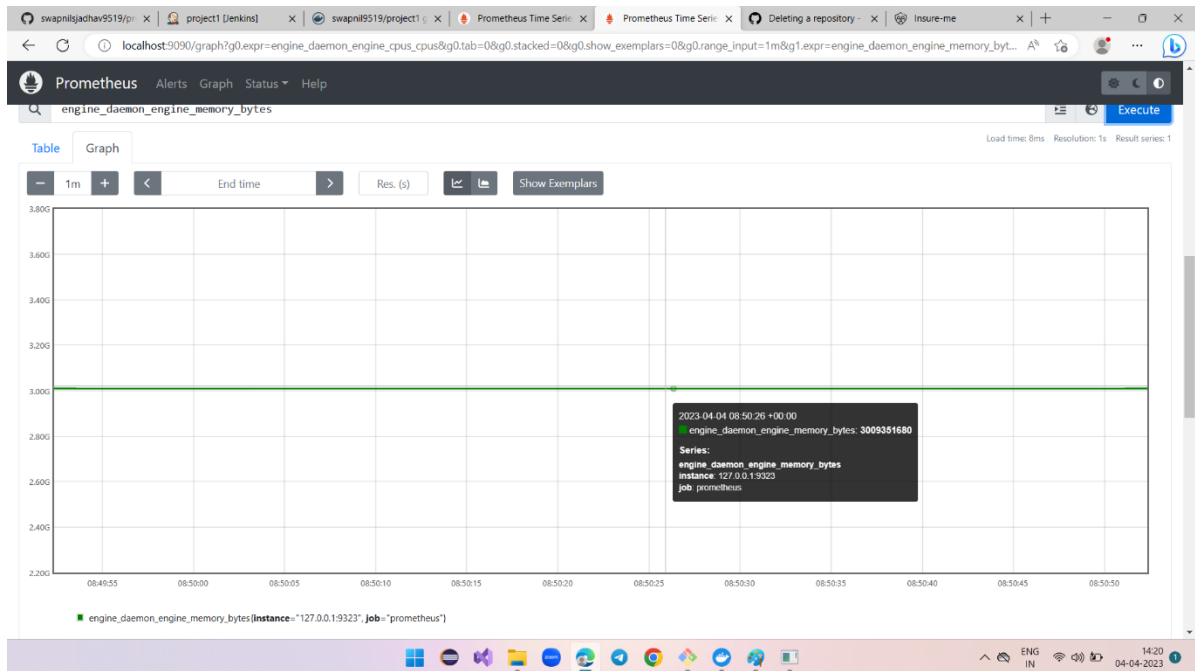 swapnilsjadhav9519/pr
project1 [Jenkins]
swapnil9519/project1 g
Prometheus Time Serie
Prometheus Time Serie
Deleting a repository -
Insure-me
localhost:9090/graph?g0.expr=engine_daemon_engine_cpus_cpus&g0.tab=0&g0.stacked=0&g0.show_exemplars=0&g0.range_input=1m&g1.expr=engine_daemon_engine_memory_byt...
Prometheus Alerts Graph Status Help
engine_daemon_engine_memory_bytes
Execute
Table
Graph
Load time: 8ms Resolution: 1s Result series: 1
1m
End time
Res. (s)
Show Exemplars
3.80G
3.60G
3.40G
3.20G
3.00G
2.80G
2.60G
2.40G
2.20G
2023-04-04 08:50:26 +00:00
engine_daemon_engine_memory_bytes: 3009351680
Series:
engine_daemon_engine_memory_bytes
instance: 127.0.0.1:9323
job: prometheus
08:49:55
08:50:00
08:50:05
08:50:10
08:50:15
08:50:20
08:50:25
08:50:30
08:50:35
08:50:40
08:50:45
08:50:50
engine_daemon_engine_memory_bytes{instance="127.0.0.1:9323", job="prometheus"}
zoom
ENG
IN
14:20
04-04-2023
1